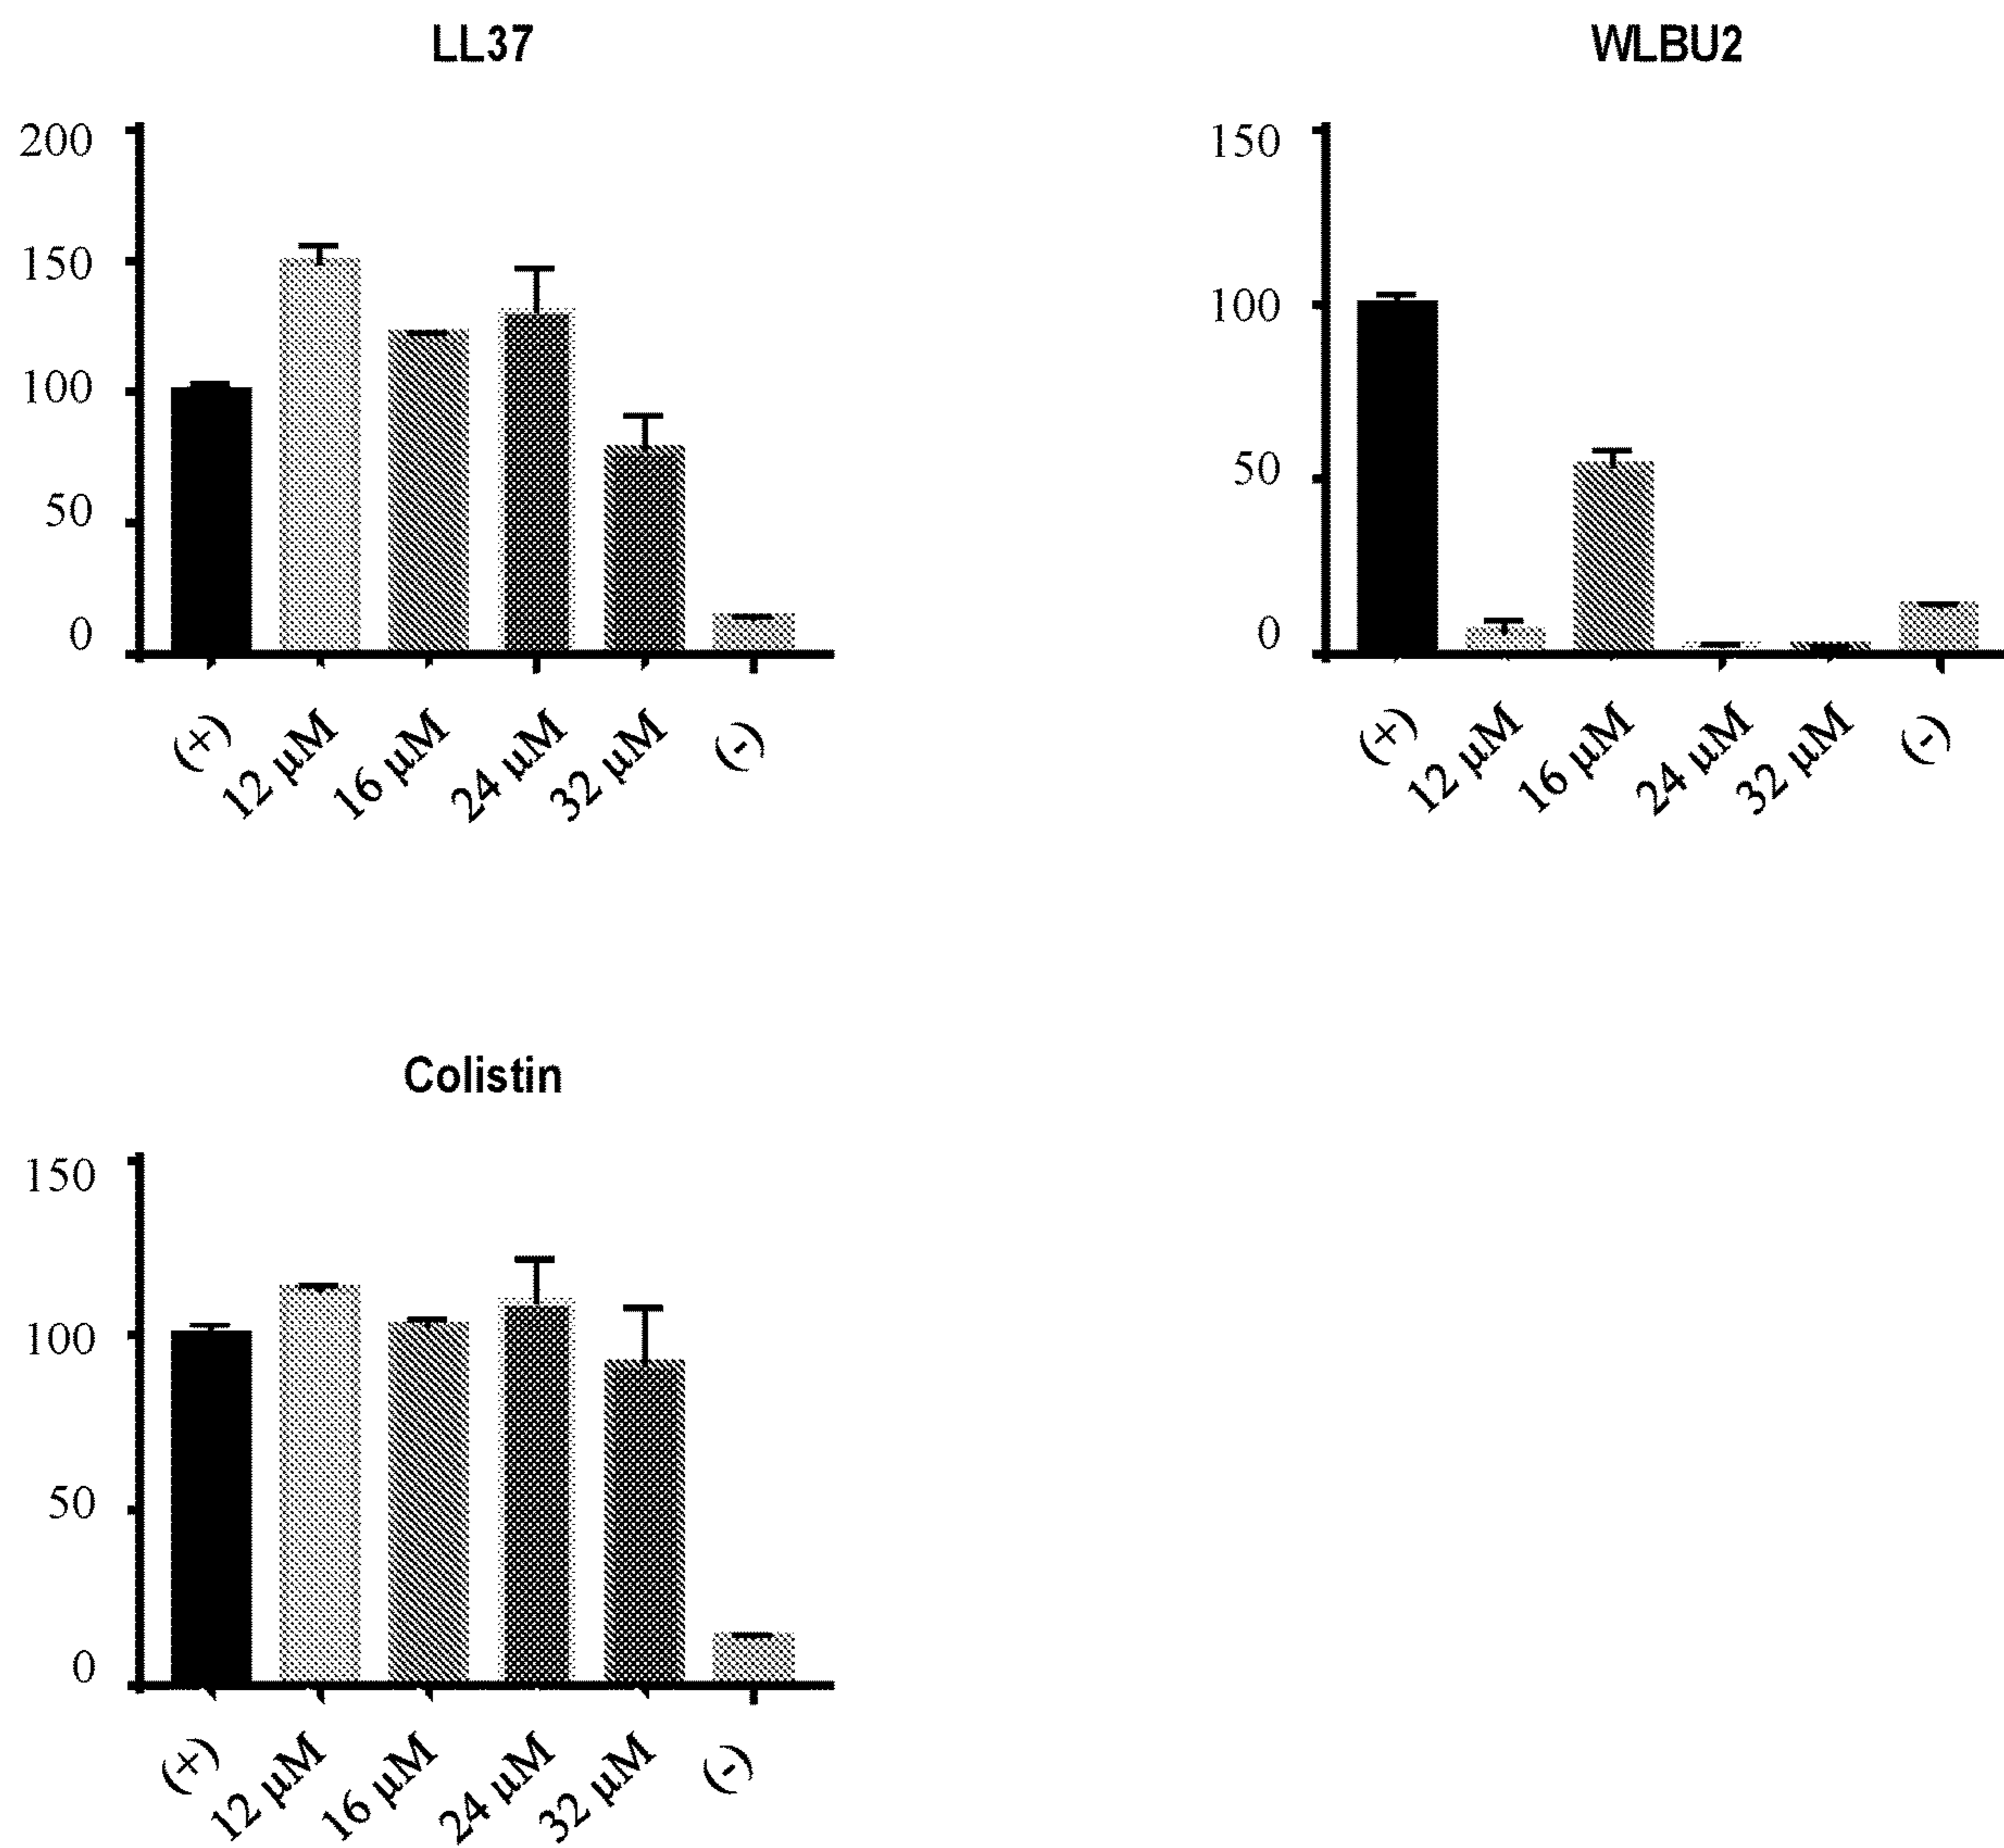 LL37
200
150
100
50
0
(+)
12 µM
16 µM
24 µM
32 µM
(-)
WLBU2
150
100
50
0
(+)
12 µM
16 µM
24 µM
32 µM
(-)
Colistin
150
100
50
0
(+)
12 µM
16 µM
24 µM
32 µM
(-)